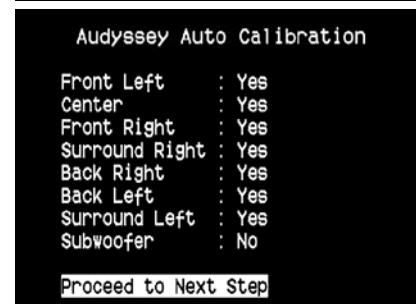 Audyssey Auto Calibration
Front Left : Yes
Center : Yes
Front Right : Yes
Surround Right : Yes
Back Right : Yes
Back Left : Yes
Surround Left : Yes
Subwoofer : No
Proceed to Next Step